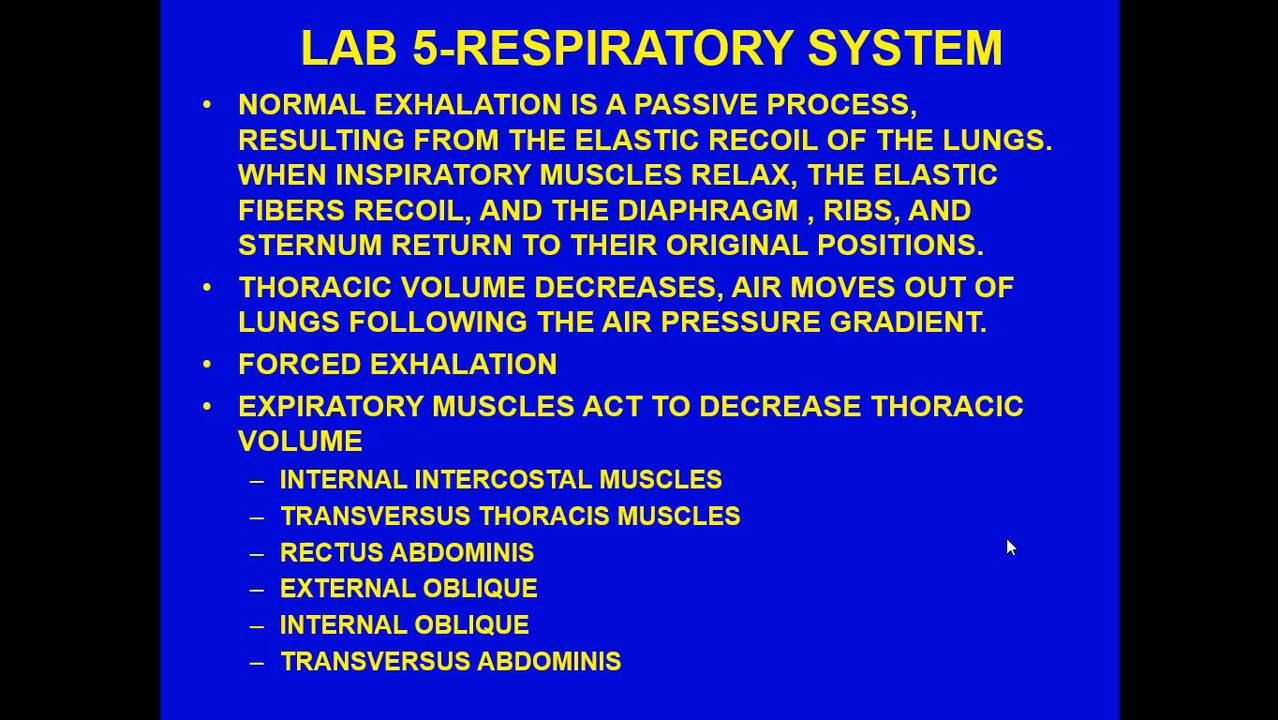 LAB 5-RESPIRATORY SYSTEM
• NORMAL EXHALATION IS A PASSIVE PROCESS,
RESULTING FROM THE ELASTIC RECOIL OF THE LUNGS.
WHEN INSPIRATORY MUSCLES RELAX, THE ELASTIC
FIBERS RECOIL, AND THE DIAPHRAGM , RIBS, AND
STERNUM RETURN TO THEIR ORIGINAL POSITIONS.
• THORACIC VOLUME DECREASES, AIR MOVES OUT OF
LUNGS FOLLOWING THE AIR PRESSURE GRADIENT.
• FORCED EXHALATION
• EXPIRATORY MUSCLES ACT TO DECREASE THORACIC
VOLUME
– INTERNAL INTERCOSTAL MUSCLES
– TRANSVERSUS THORACIS MUSCLES
– RECTUS ABDOMINIS
– EXTERNAL OBLIQUE
– INTERNAL OBLIQUE
– TRANSVERSUS ABDOMINIS